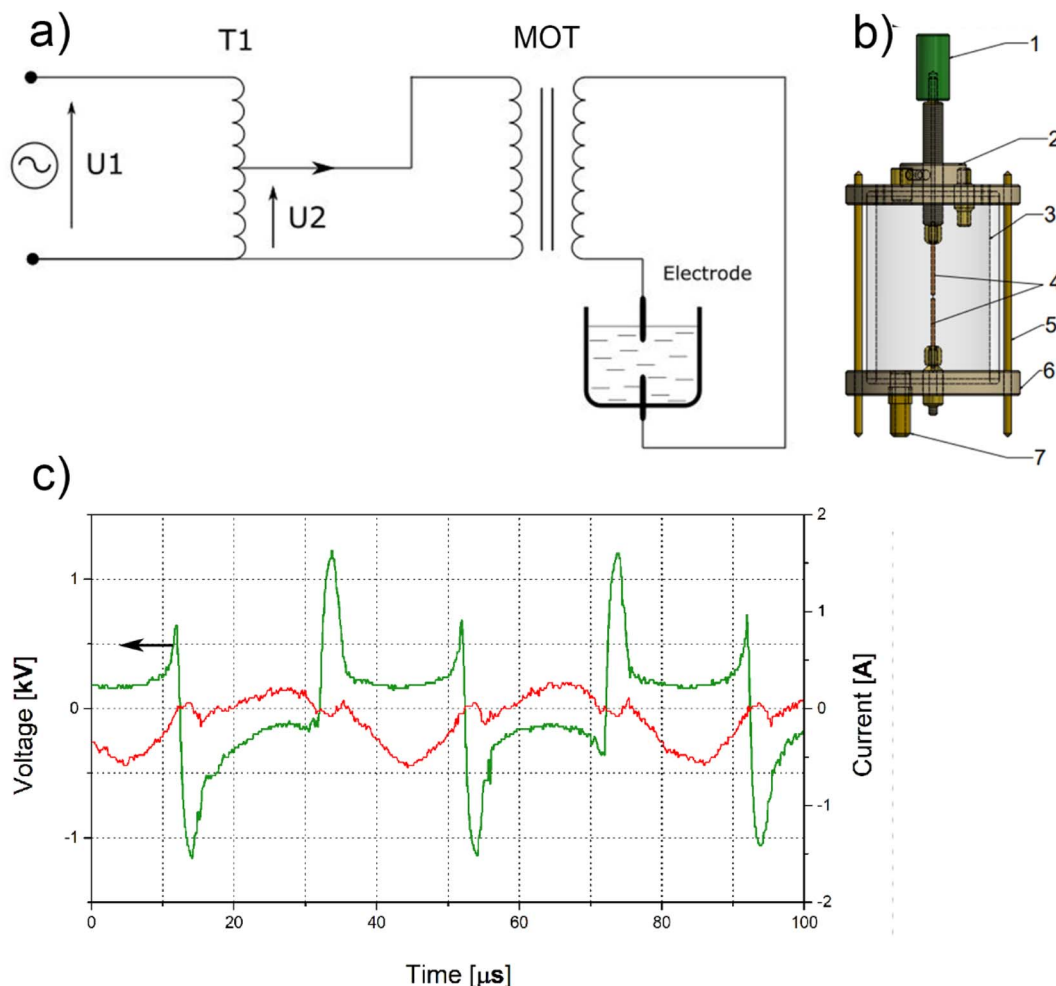 a)
T1
MOT
U1
U2
Electrode
b)
1
2
3
4
5
6
7
c)
Voltage [kV]
1
0
-1
Current [A]
2
1
0
-1
-2
0 20 40 60 80 100
Time [μs]